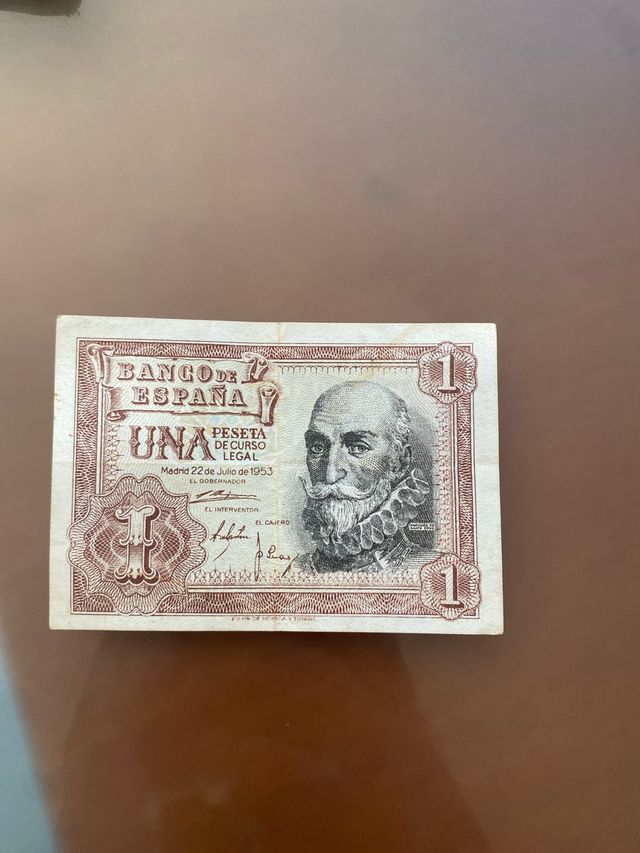 BANCO DE
ESPAÑA
UNA PESETA
DE CURSO
LEGAL
Madrid 22 de Julio de 1953
EL GOBERNADOR
EL INTERVENTOR
EL CAJERO
1
1
1